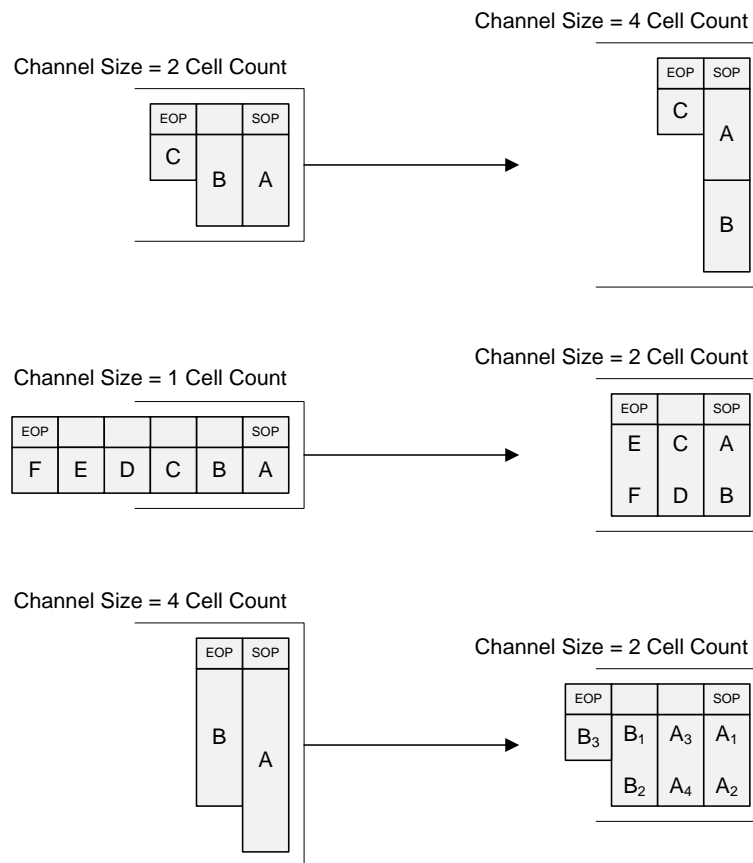 Channel Size = 4 Cell Count
Channel Size = 2 Cell Count
EOP SOP
C A
B
EOP SOP
C B A
Channel Size = 2 Cell Count
Channel Size = 1 Cell Count
EOP SOP
F E D C B A
EOP SOP
E C A
F D B
Channel Size = 4 Cell Count
EOP SOP
B A
Channel Size = 2 Cell Count
EOP SOP
B₃ B₁ A₃ A₁
B₂ A₄ A₂